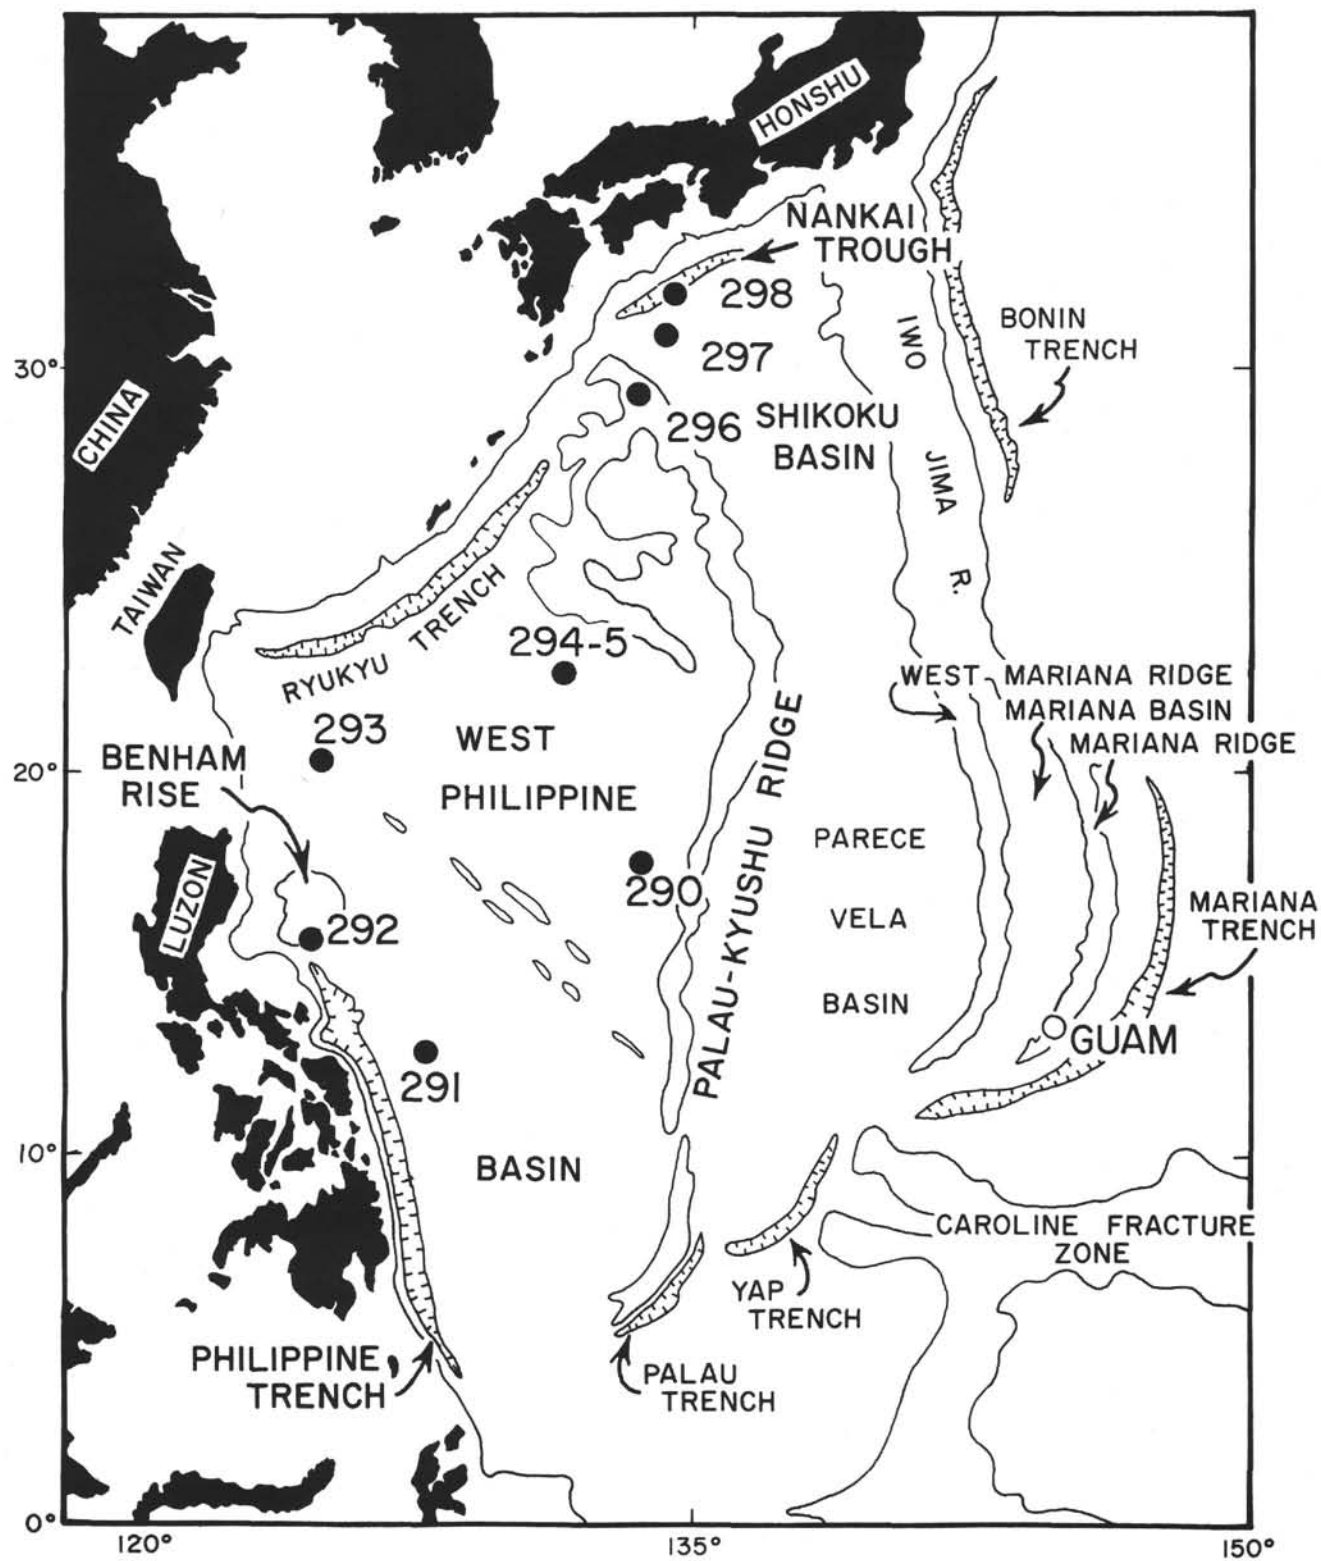 HONSHU
NANKAI
TROUGH
298
IWO
BONIN
TRENCH
297
30°
CHINA
296
SHIKOKU
BASIN
JIMA
TAIWAN
R.
RYUKYU TRENCH
294-5
WEST MARIANA RIDGE
MARIANA BASIN
MARIANA RIDGE
293
WEST
BENHAM
RISE
20°
PHILIPPINE
PALAU-KYUSHU RIDGE
PARECE
LUZON
290
MARIANA
TRENCH
292
VELA
BASIN
GUAM
291
10°
BASIN
CAROLINE FRACTURE
ZONE
YAP
TRENCH
PHILIPPINE
TRENCH
PALAU
TRENCH
0°
120°
135°
150°